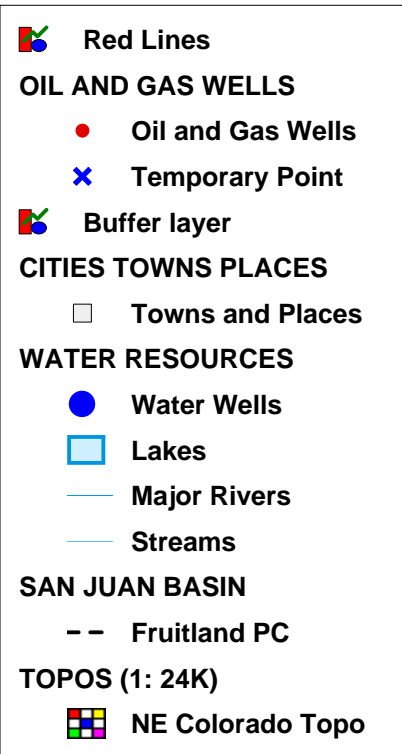 Red Lines
OIL AND GAS WELLS
Oil and Gas Wells
Temporary Point
Buffer layer
CITIES TOWNS PLACES
Towns and Places
WATER RESOURCES
Water Wells
Lakes
Major Rivers
Streams
SAN JUAN BASIN
Fruitland PC
TOPOS (1: 24K)
NE Colorado Topo